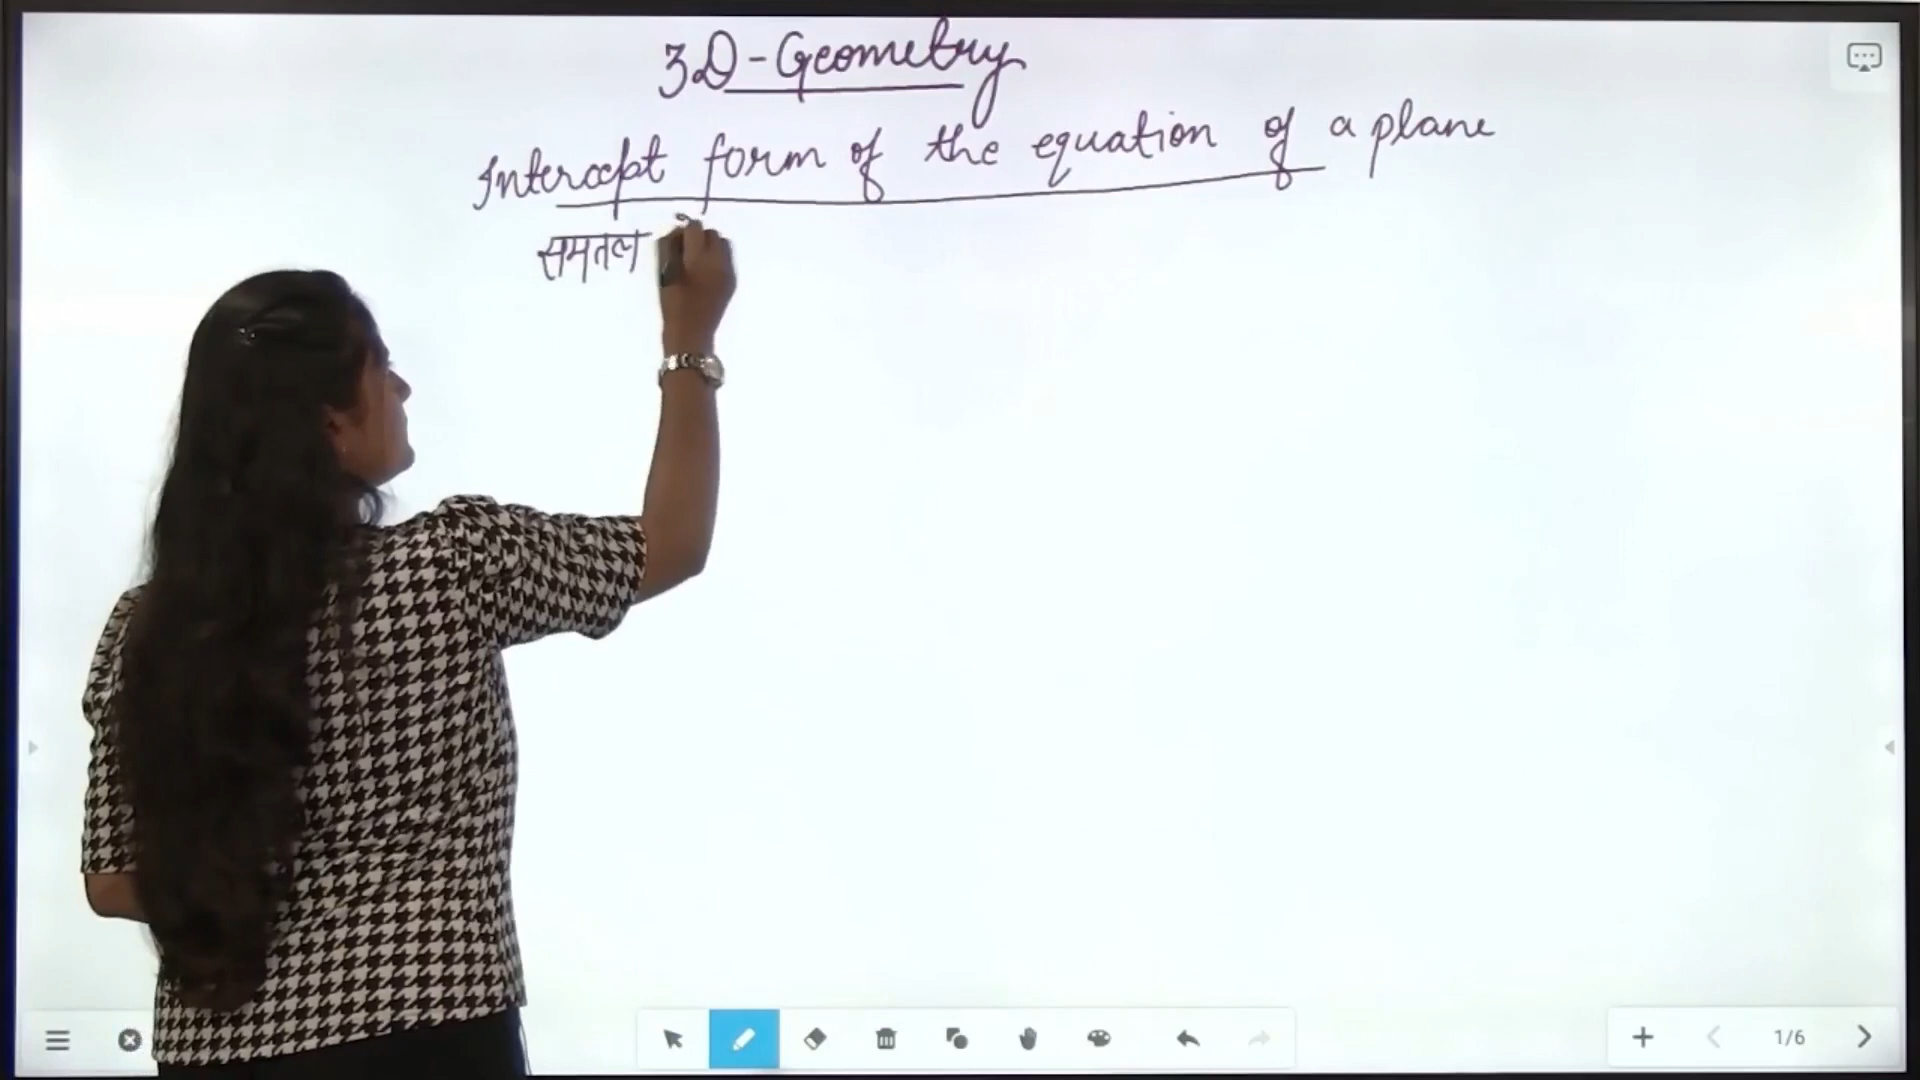 3D-Geometry
Intercept form of the equation of a plane
समतल
1/6